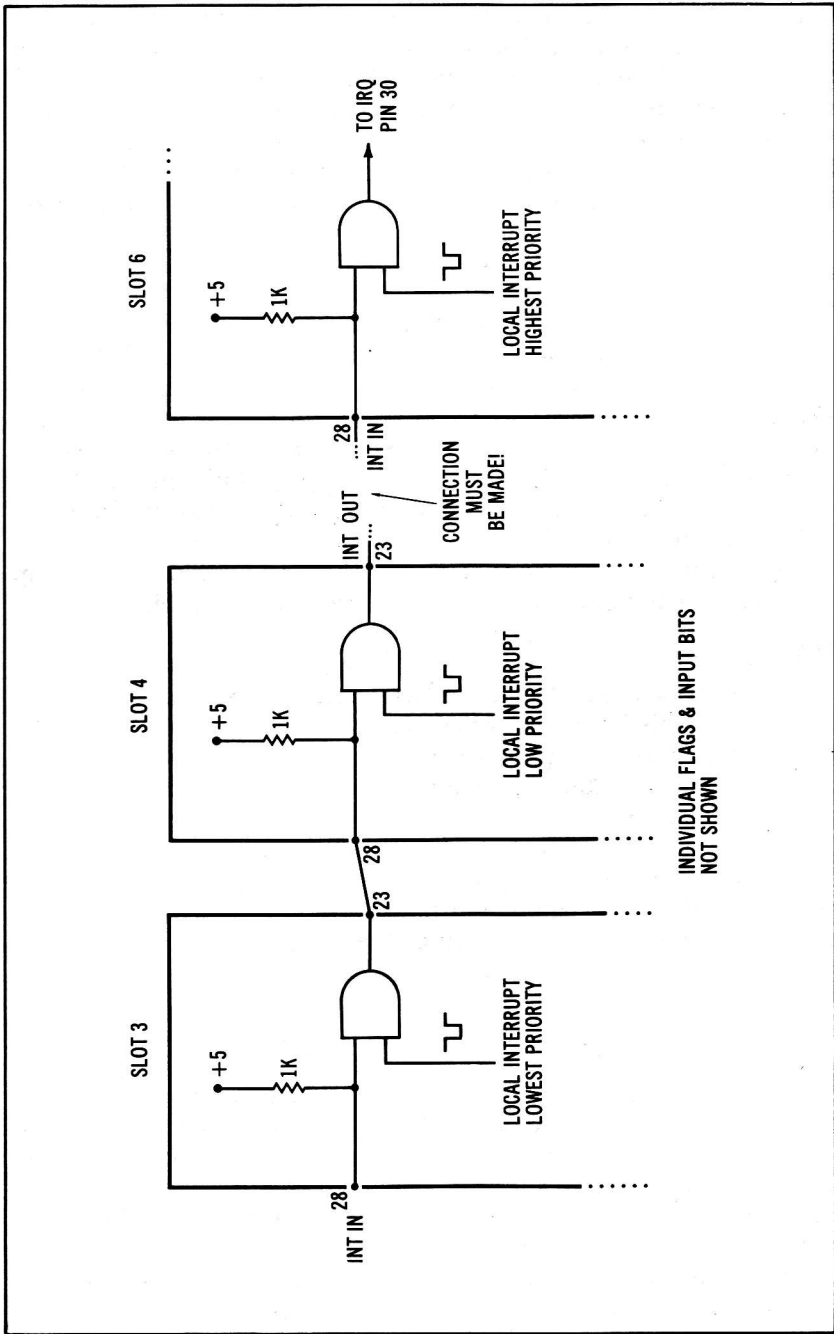 SLOT 3
+5
1K
28
INT IN
23
LOCAL INTERRUPT
LOWEST PRIORITY
SLOT 4
+5
1K
28
INT OUT
23
LOCAL INTERRUPT
LOW PRIORITY
CONNECTION
MUST
BE MADE!
SLOT 6
+5
1K
28
INT IN
TO IRQ
PIN 30
LOCAL INTERRUPT
HIGHEST PRIORITY
INDIVIDUAL FLAGS & INPUT BITS
NOT SHOWN